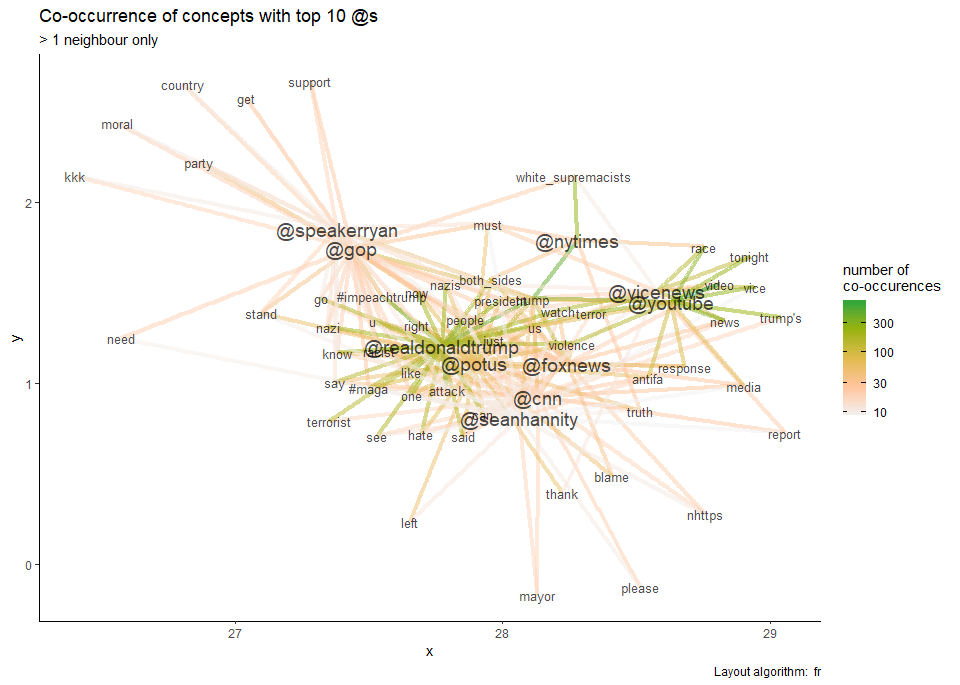 Co-occurrence of concepts with top 10 @s
> 1 neighbour only
country
support
get
moral
party
kkk
white_supremacists
must
@speakerryan
@nytimes
@gop
race
tonight
both_sides
nazis
video
vice
now
@vicenews
#impeachtrump
go
president
trump
@youtube
stand
u
people
watch
terror
trump's
right
nazi
us
news
need
just
@realdonaldtrump
violence
know
@potus
@foxnews
response
like
antifa
say
#maga
attack
one
media
@cnn
truth
can
@seanhannity
terrorist
see
hate
said
report
blame
thank
left
nhttps
please
mayor
number of
co-occurences
300
100
30
10
2
1
0
y
27
28
29
x
Layout algorithm: fr